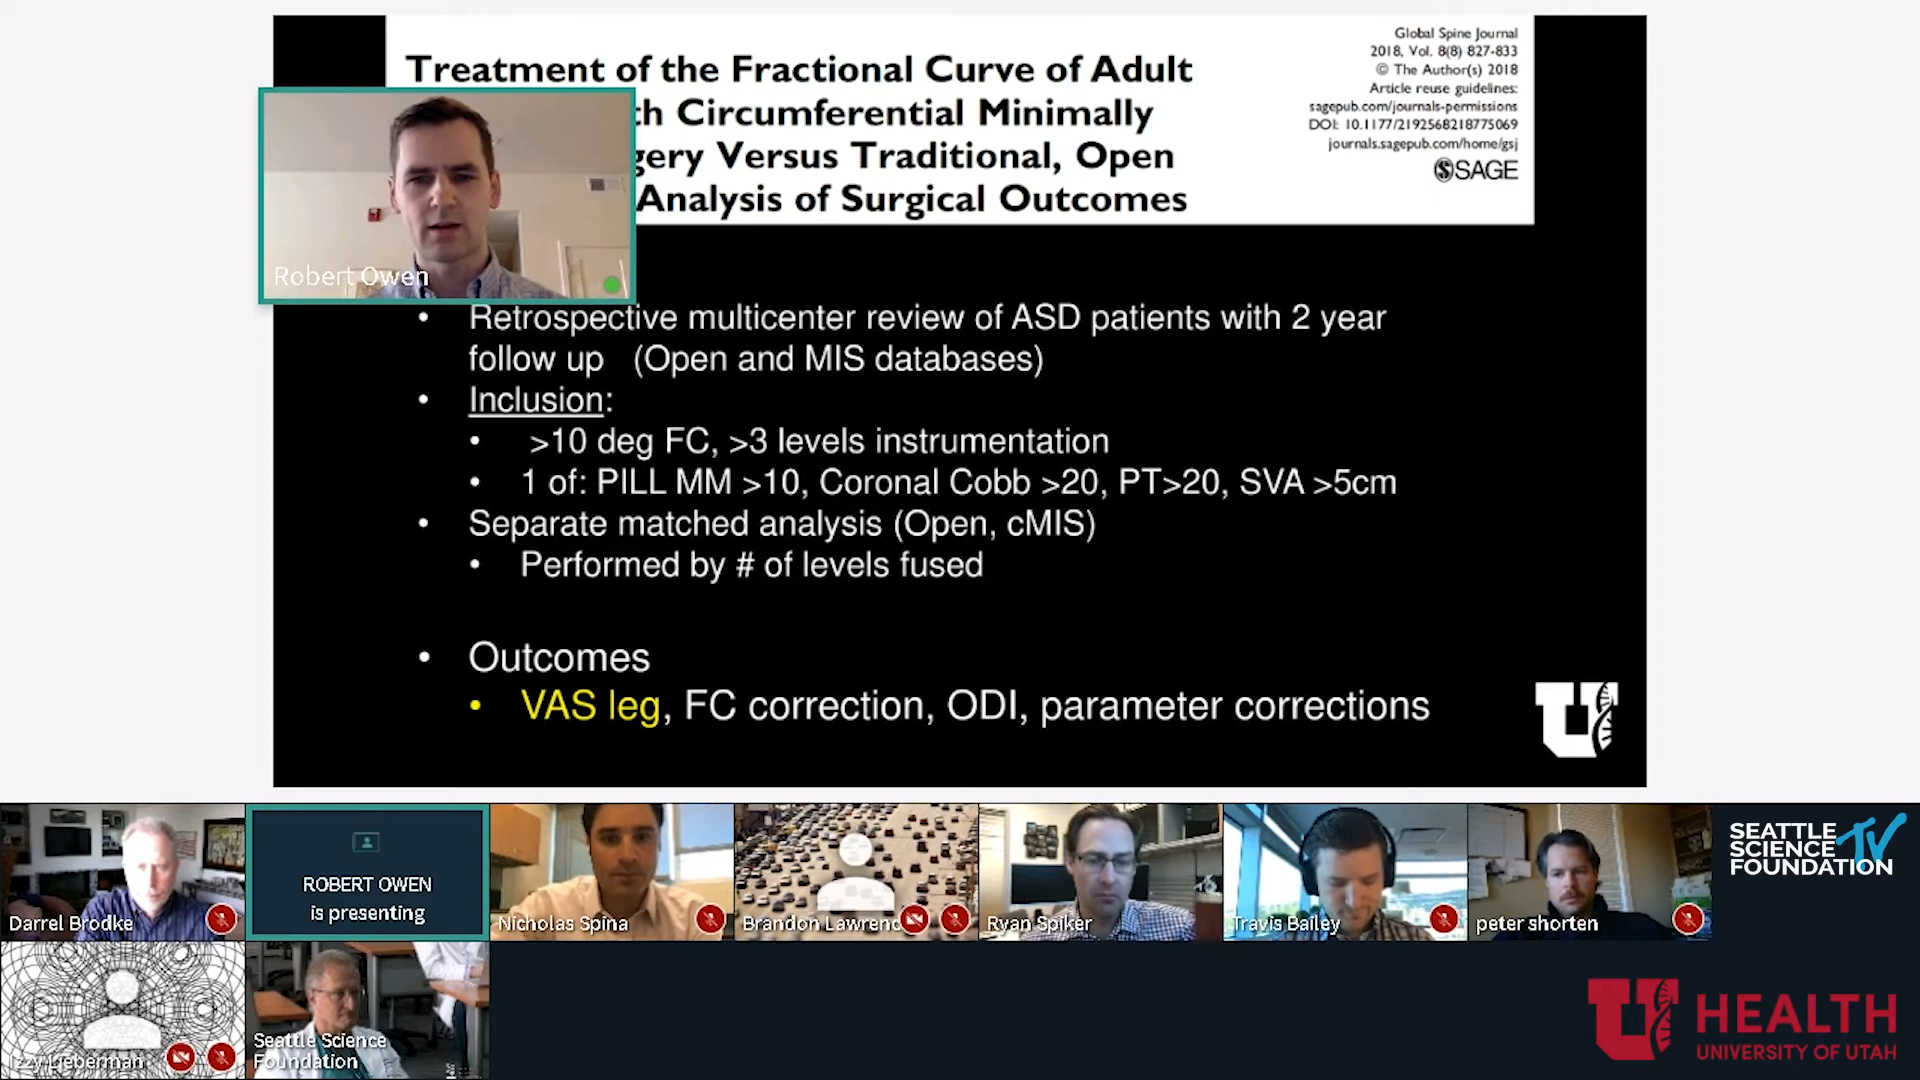 Treatment of the Fractional Curve of Adult
th Circumferential Minimally
gery Versus Traditional, Open
Analysis of Surgical Outcomes
Global Spine Journal
2018, Vol. 8(8) 827-833
© The Author(s) 2018
Article reuse guidelines:
sagepub.com/journals-permissions
DOI: 10.1177/2192568218775069
journals.sagepub.com/home/gsj
SAGE
Robert Owen
• Retrospective multicenter review of ASD patients with 2 year
follow up (Open and MIS databases)
• Inclusion:
• >10 deg FC, >3 levels instrumentation
• 1 of: PILL MM >10, Coronal Cobb >20, PT>20, SVA >5cm
• Separate matched analysis (Open, cMIS)
• Performed by # of levels fused
• Outcomes
• VAS leg, FC correction, ODI, parameter corrections
U
Darrel Brodke
ROBERT OWEN
is presenting
Nicholas Spina
Brandon Lawrenc
Ryan Spiker
Travis Bailey
peter shorten
SEATTLE
SCIENCE TV
FOUNDATION
Izzy Lieberman
Seattle Science
Foundation
U HEALTH
UNIVERSITY OF UTAH